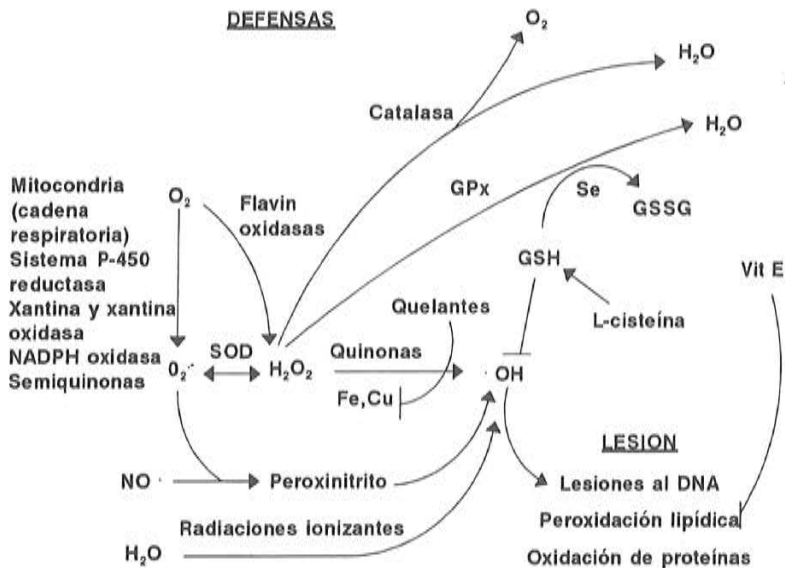 DEFENSAS
O₂
H₂O
Catalasa
H₂O
GPx
Se
GSSG
Mitocondria
(cadena
respiratoria)
Sistema P-450
reductasa
Xantina y xantina
oxidasa
NADPH oxidasa
Semiquinonas
O₂
Flavin
oxidasas
GSH
Vit E
L-cisteína
Quelantes
O₂·
SOD
H₂O₂
Quinonas
Fe,Cu
·OH
LESION
NO·
Peroxinitrito
Lesiones al DNA
Radiaciones ionizantes
Peroxidación lipídica
H₂O
Oxidación de proteínas